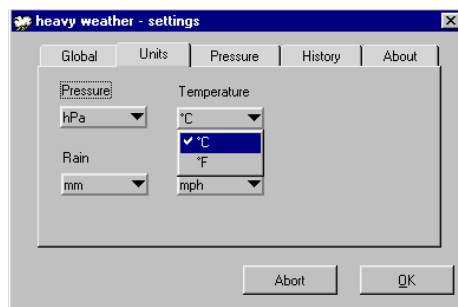 heavy weather - settings
Global Units Pressure History About
Pressure Temperature
hPa °C
°C
Rain °F
mm mph
Abort OK